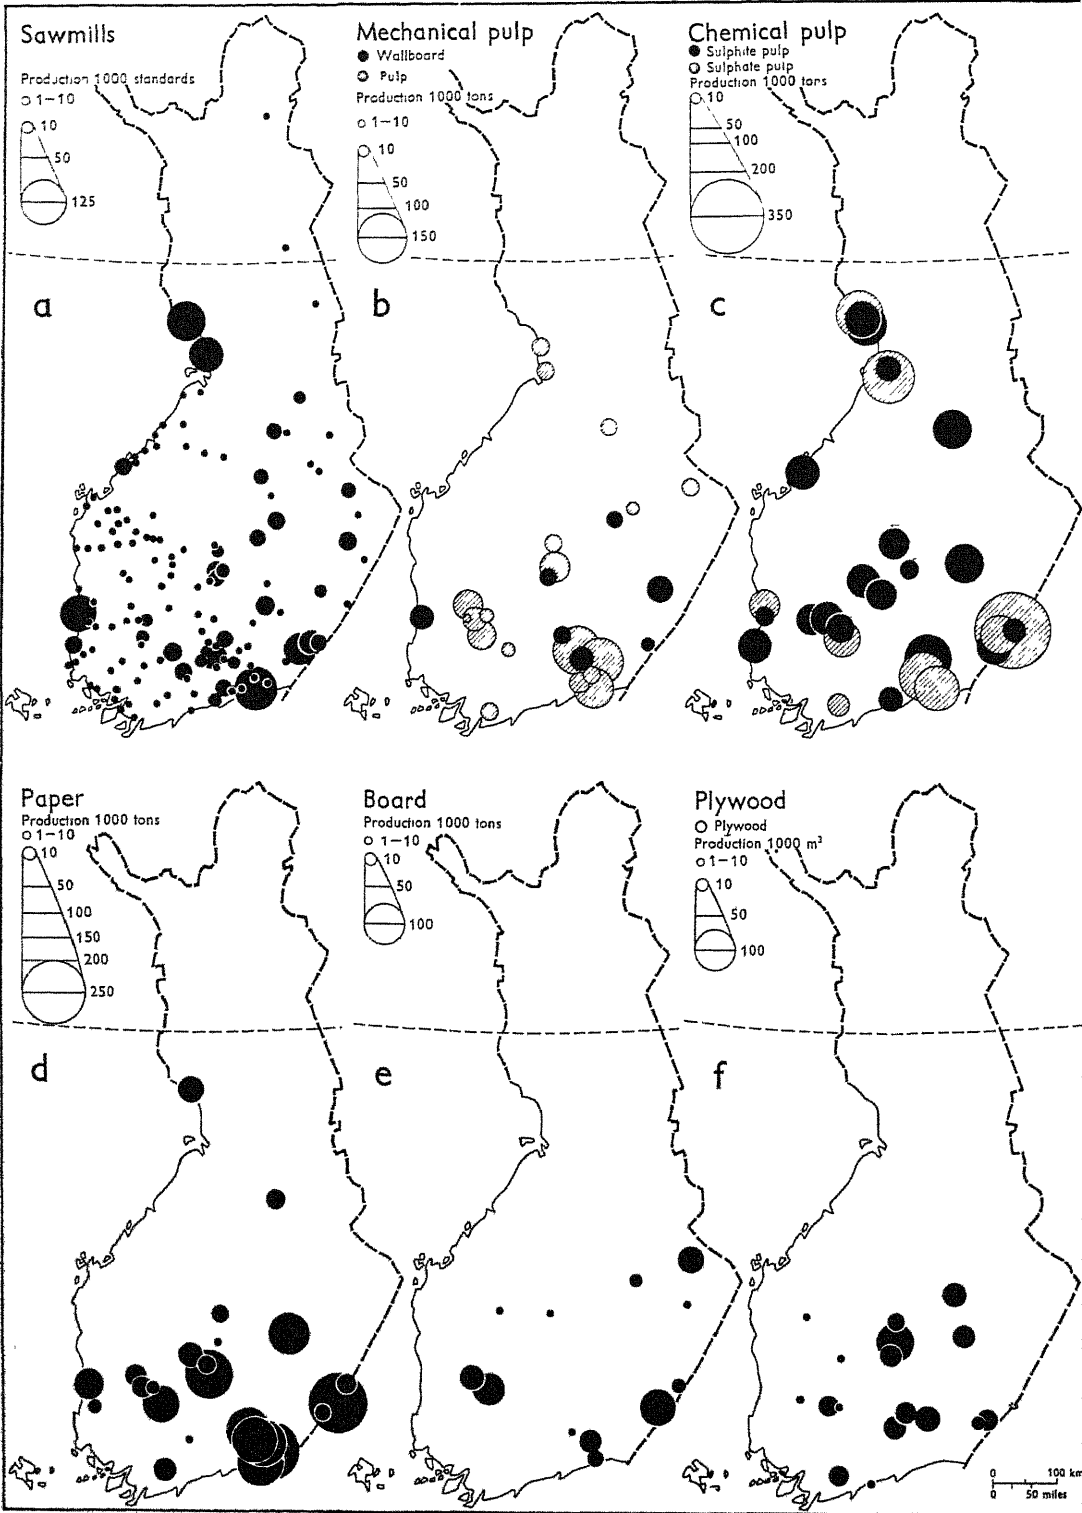 Sawmills
Production 1000 standards
1–10
10
50
125
a
Mechanical pulp
Wallboard
Pulp
Production 1000 tons
1–10
10
50
100
150
b
Chemical pulp
Sulphite pulp
Sulphate pulp
Production 1000 tons
10
50
100
200
350
c
Paper
Production 1000 tons
1–10
10
50
100
150
200
250
d
Board
Production 1000 tons
1–10
10
50
100
e
Plywood
Plywood
Production 1000 m³
1–10
10
50
100
f
0 100 km
0 50 miles